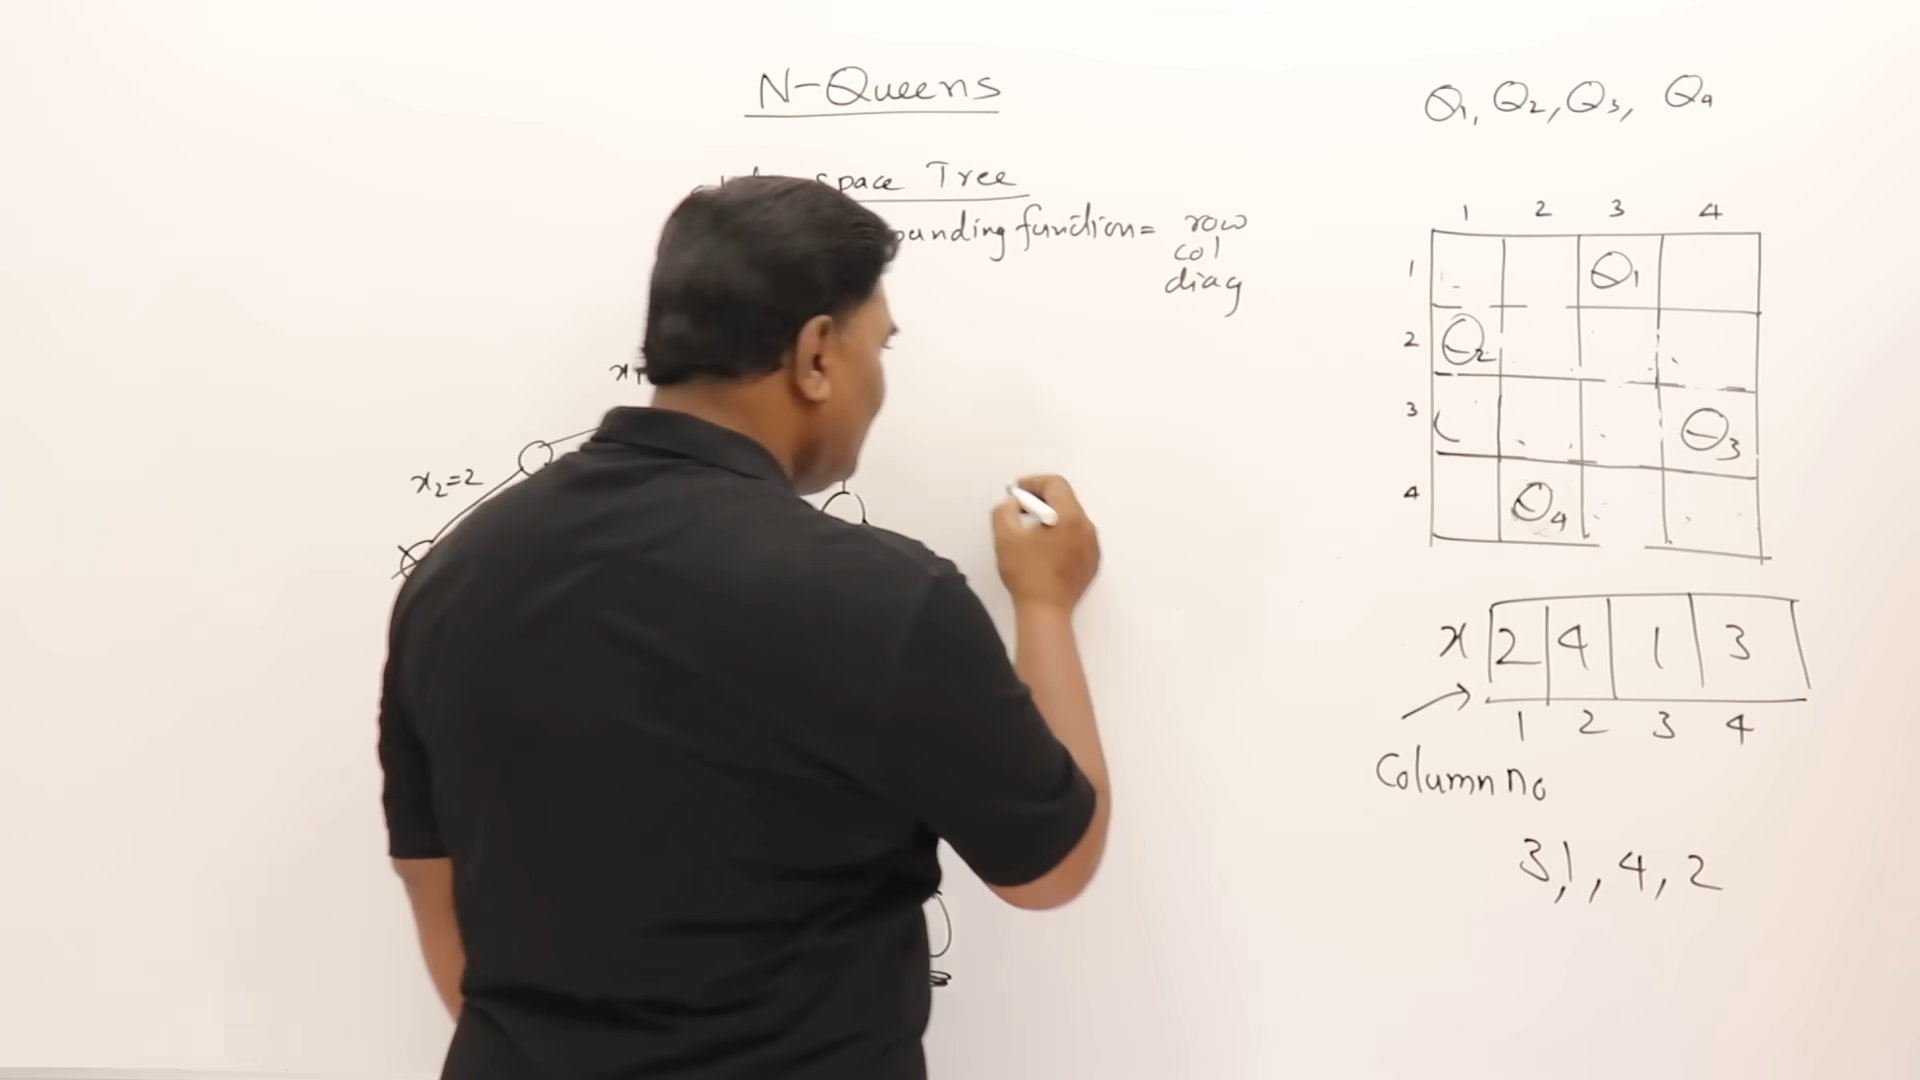 N-Queens
space Tree
function = row
col
diag
x₂=2
Q₁, Q₂, Q₃, Q₄
1 2 3 4
1 Q₁
2 Q₂
3 Q₃
4 Q₄
x 2 4 1 3
1 2 3 4
Column no
3, 1, 4, 2